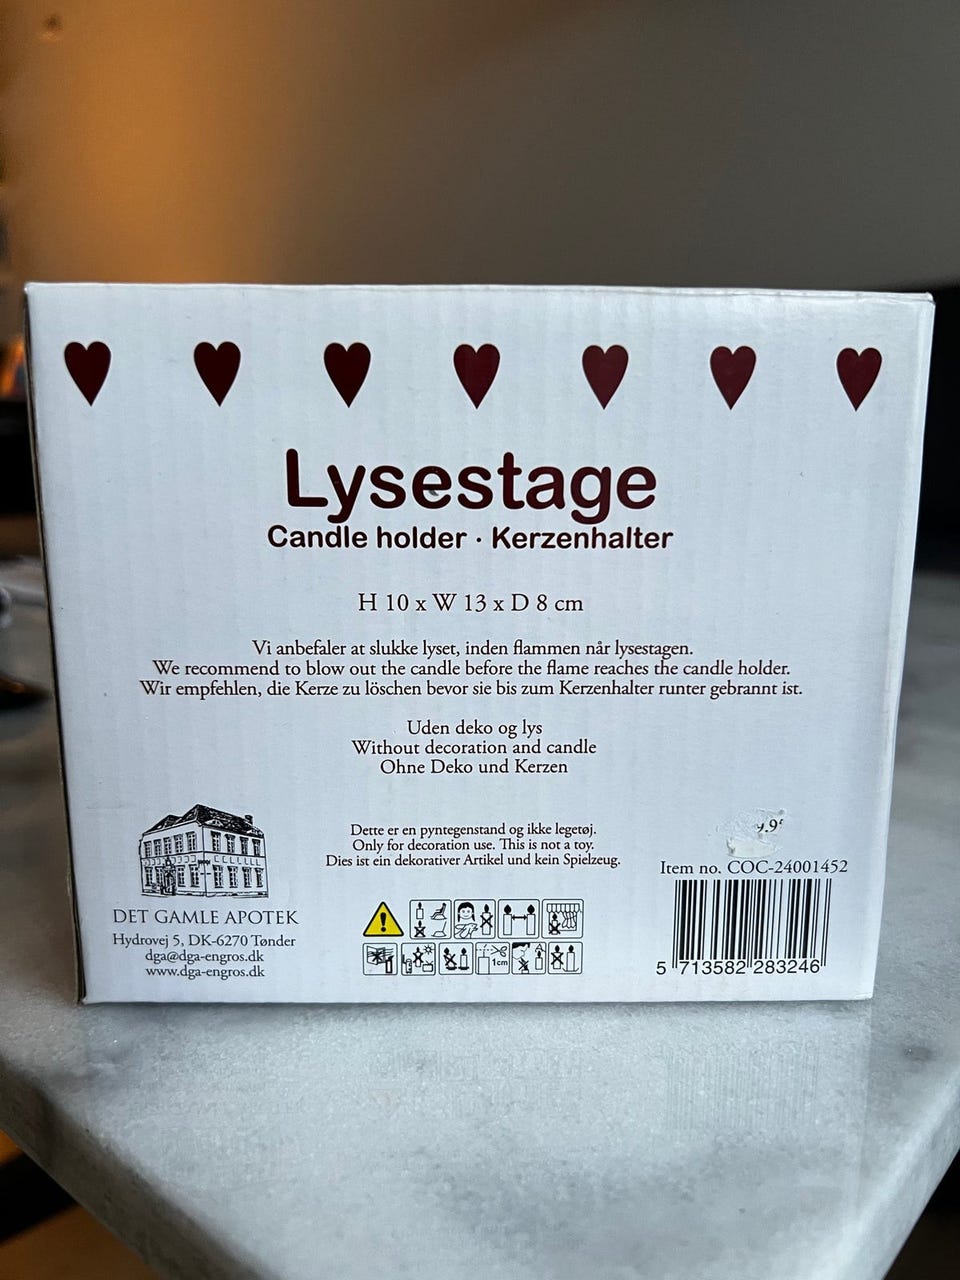 Lysestage
Candle holder · Kerzenhalter
H 10 x W 13 x D 8 cm
Vi anbefaler at slukke lyset, inden flammen når lysestagen.
We recommend to blow out the candle before the flame reaches the candle holder.
Wir empfehlen, die Kerze zu löschen bevor sie bis zum Kerzenhalter runter gebrannt ist.
Uden deko og lys
Without decoration and candle
Ohne Deko und Kerzen
Dette er en pyntegenstand og ikke legetøj.
Only for decoration use. This is not a toy.
Dies ist ein dekorativer Artikel und kein Spielzeug.
DET GAMLE APOTEK
Hydrovej 5, DK-6270 Tønder
dga@dga-engros.dk
www.dga-engros.dk
1cm
Item no. COC-24001452
5 713582 283246